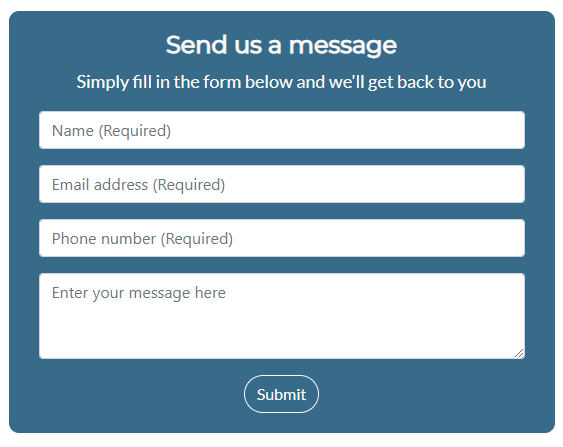 Send us a message
Simply fill in the form below and we'll get back to you
Name (Required)
Email address (Required)
Phone number (Required)
Enter your message here
Submit